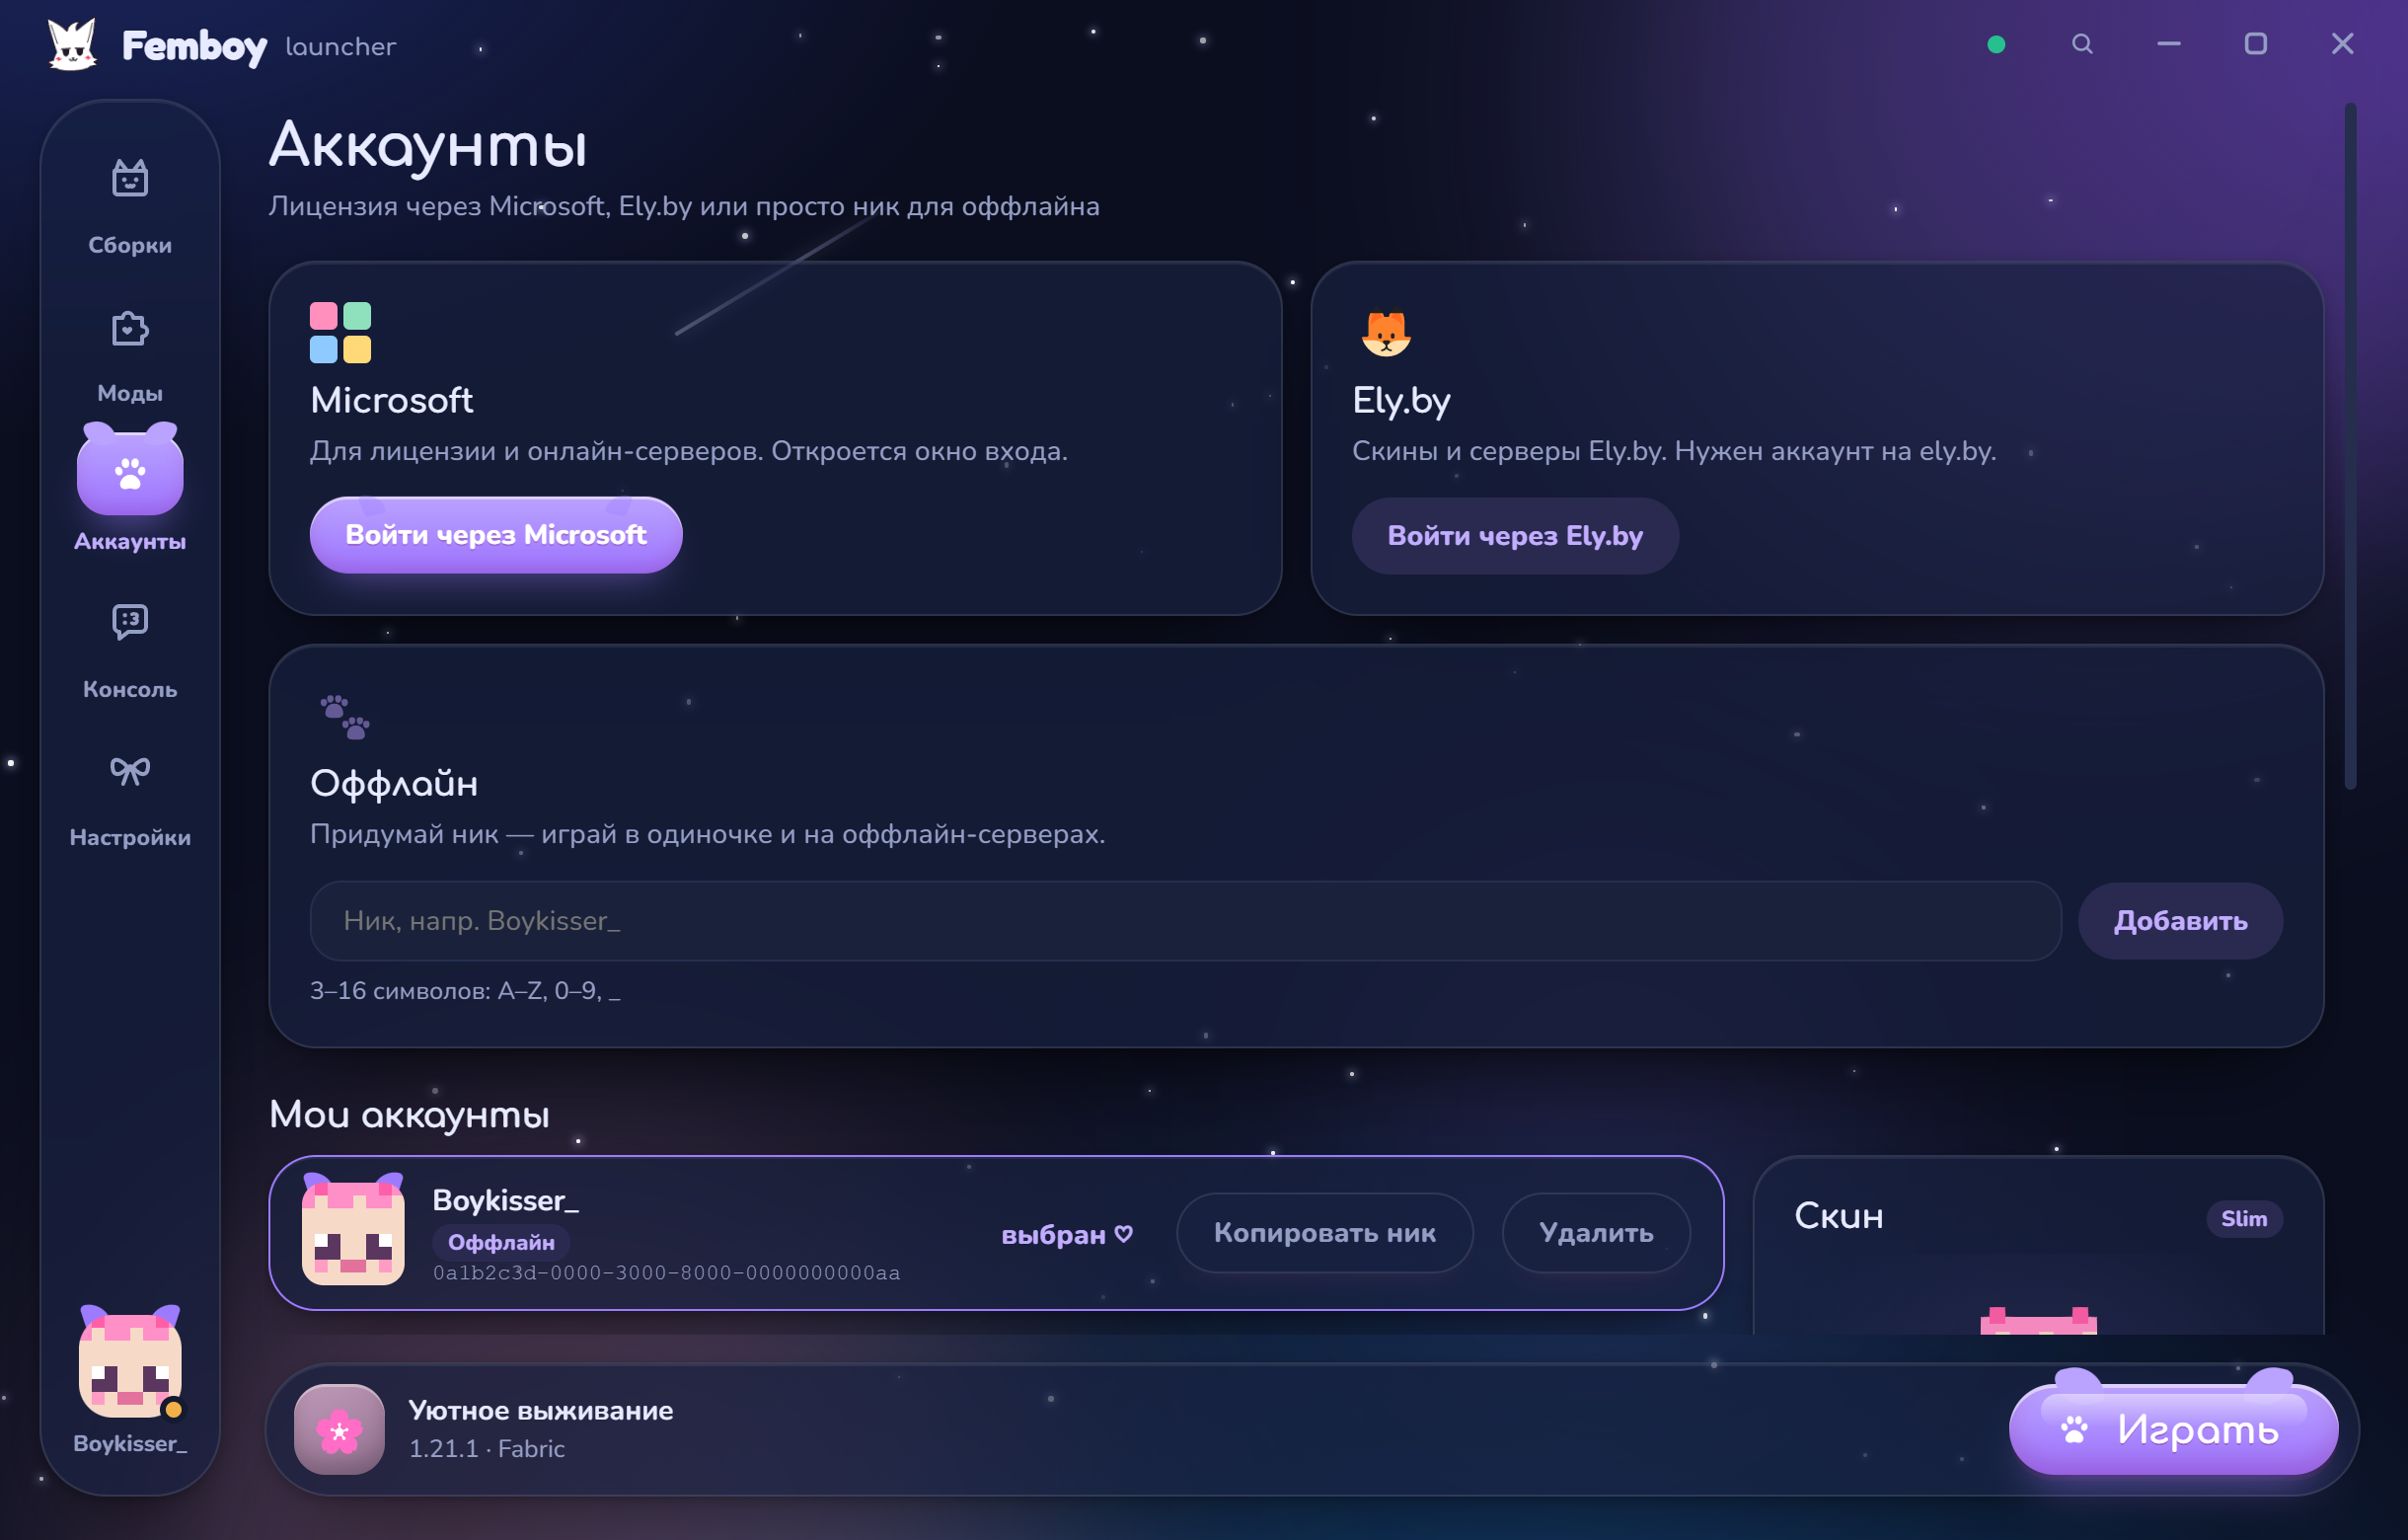 Femboy launcher
Сборки
Моды
Аккаунты
Консоль
:3
Настройки
Boykisser_
Аккаунты
Лицензия через Microsoft, Ely.by или просто ник для оффлайна
Microsoft
Для лицензии и онлайн-серверов. Откроется окно входа.
Войти через Microsoft
Ely.by
Скины и серверы Ely.by. Нужен аккаунт на ely.by.
Войти через Ely.by
Оффлайн
Придумай ник — играй в одиночке и на оффлайн-серверах.
Ник, напр. Boykisser_
Добавить
3–16 символов: A–Z, 0–9, _
Мои аккаунты
Boykisser_
Оффлайн
0a1b2c3d-0000-3000-8000-0000000000aa
выбран ♡
Копировать ник
Удалить
Скин
Slim
Уютное выживание
1.21.1 · Fabric
Играть